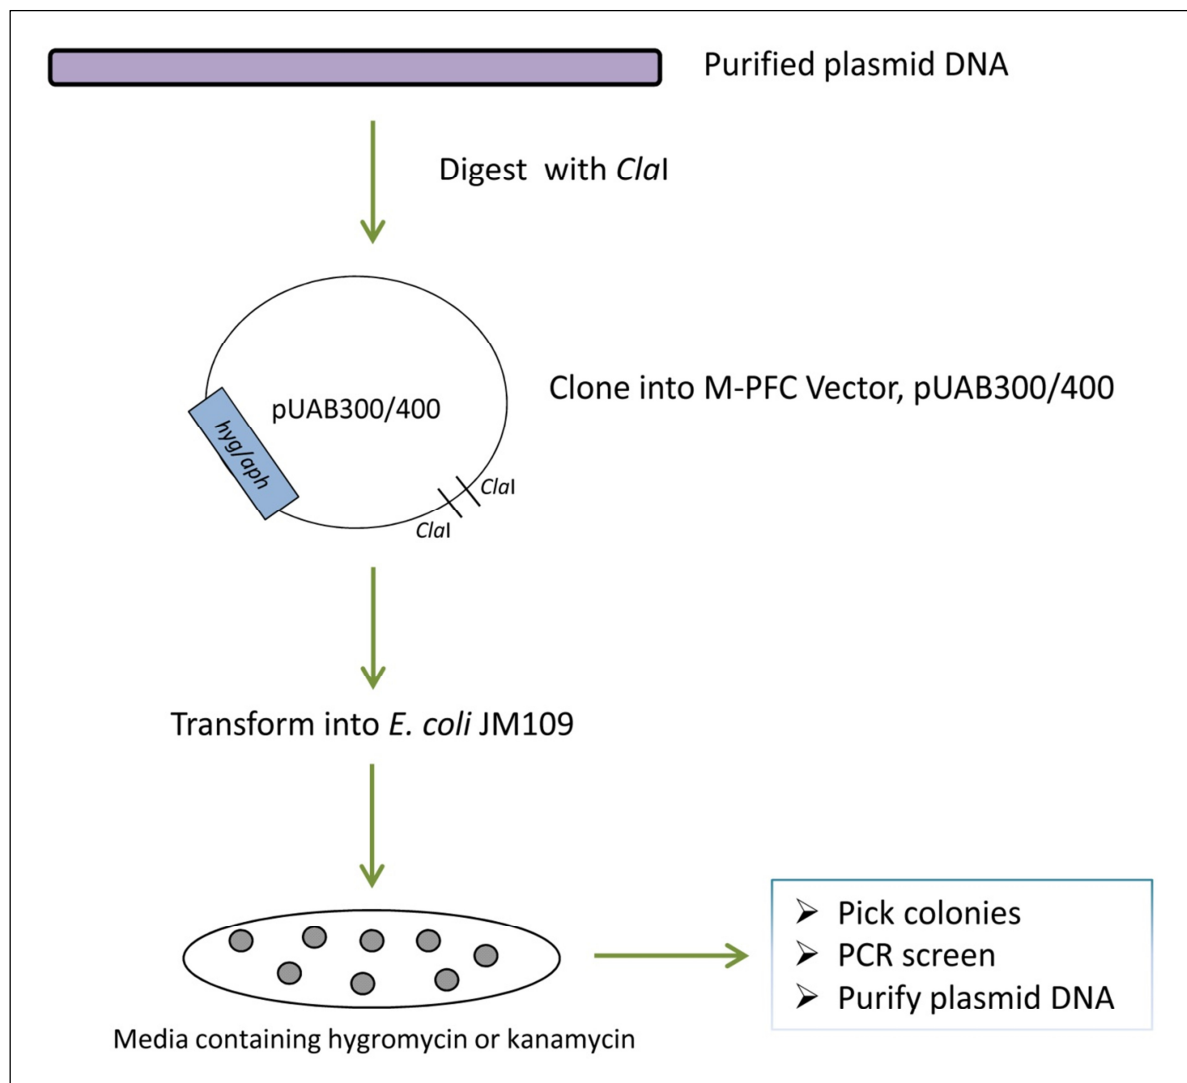 Purified plasmid DNA
Digest with ClaI
Clone into M-PFC Vector, pUAB300/400
pUAB300/400
hyg/aph
ClaI
ClaI
Transform into E. coli JM109
Media containing hygromycin or kanamycin
➢ Pick colonies
➢ PCR screen
➢ Purify plasmid DNA